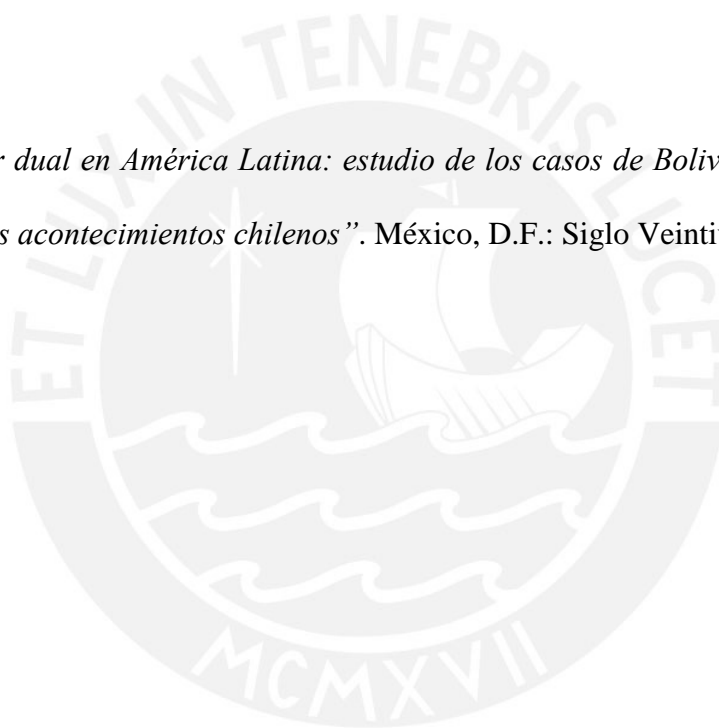 r dual en América Latina: estudio de los casos de Boliv
s acontecimientos chilenos”. México, D.F.: Siglo Veinti
ET LUX IN TENEBRIS LUCET
MCMXVII